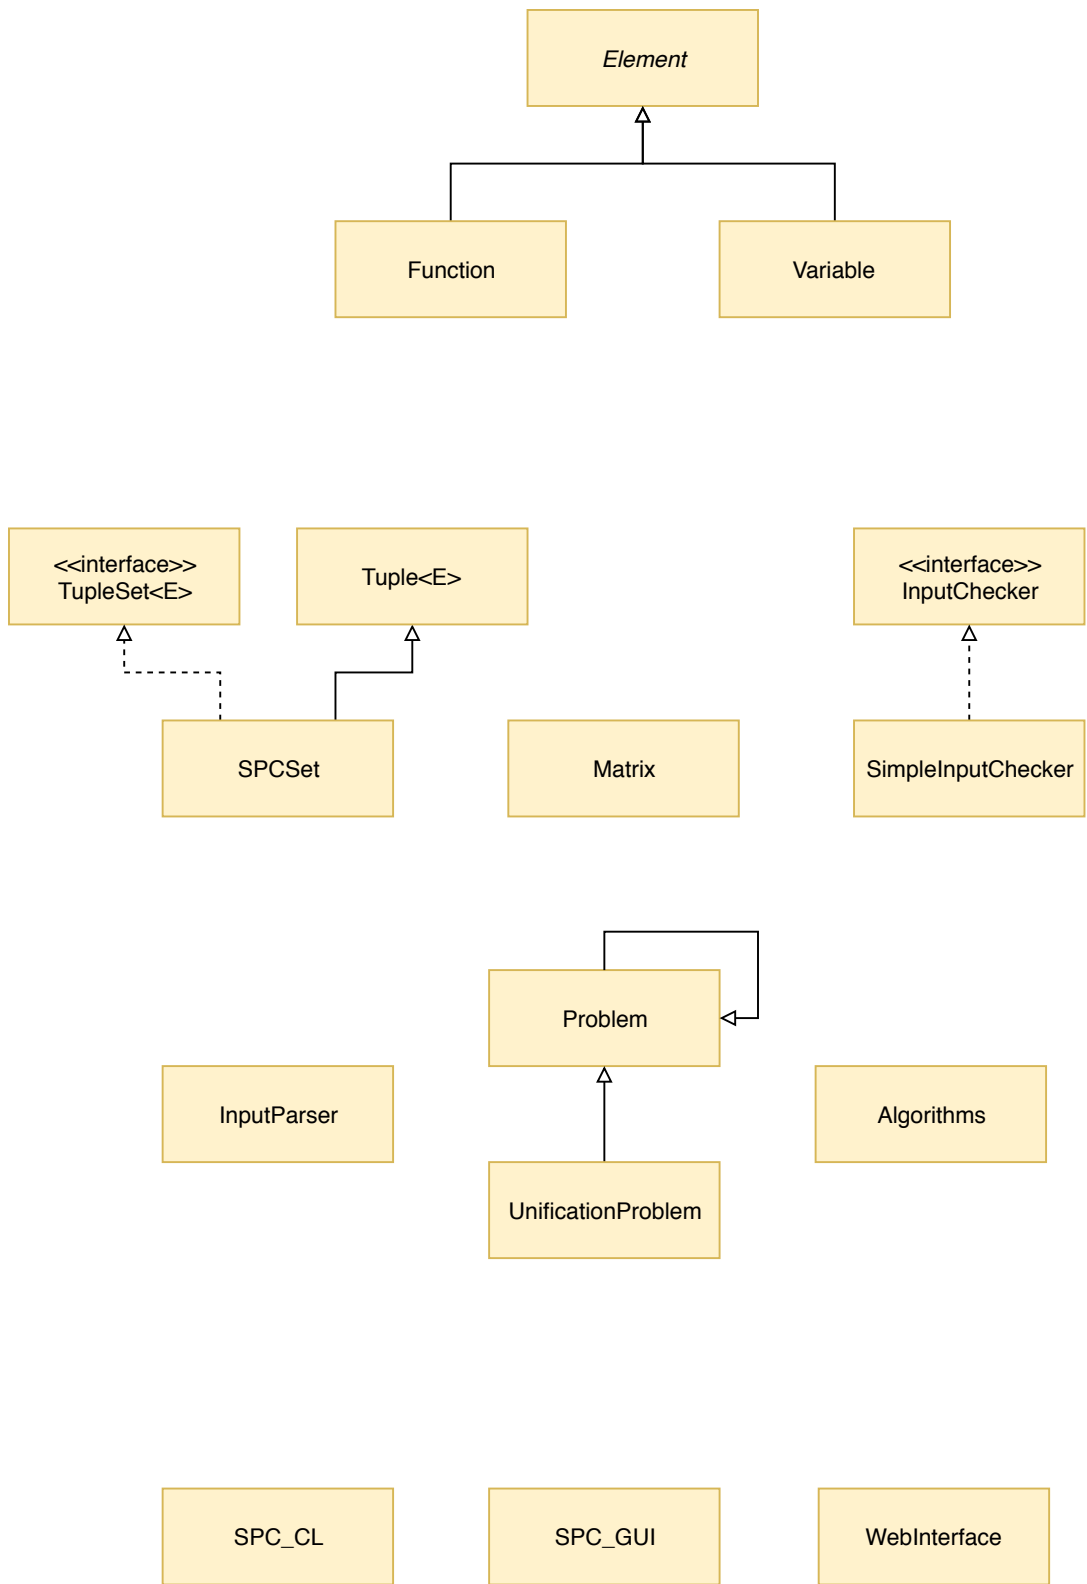 Element
Function
Variable
<<interface>>
TupleSet<E>
Tuple<E>
<<interface>>
InputChecker
SPCSet
Matrix
SimpleInputChecker
Problem
InputParser
Algorithms
UnificationProblem
SPC_CL
SPC_GUI
WebInterface